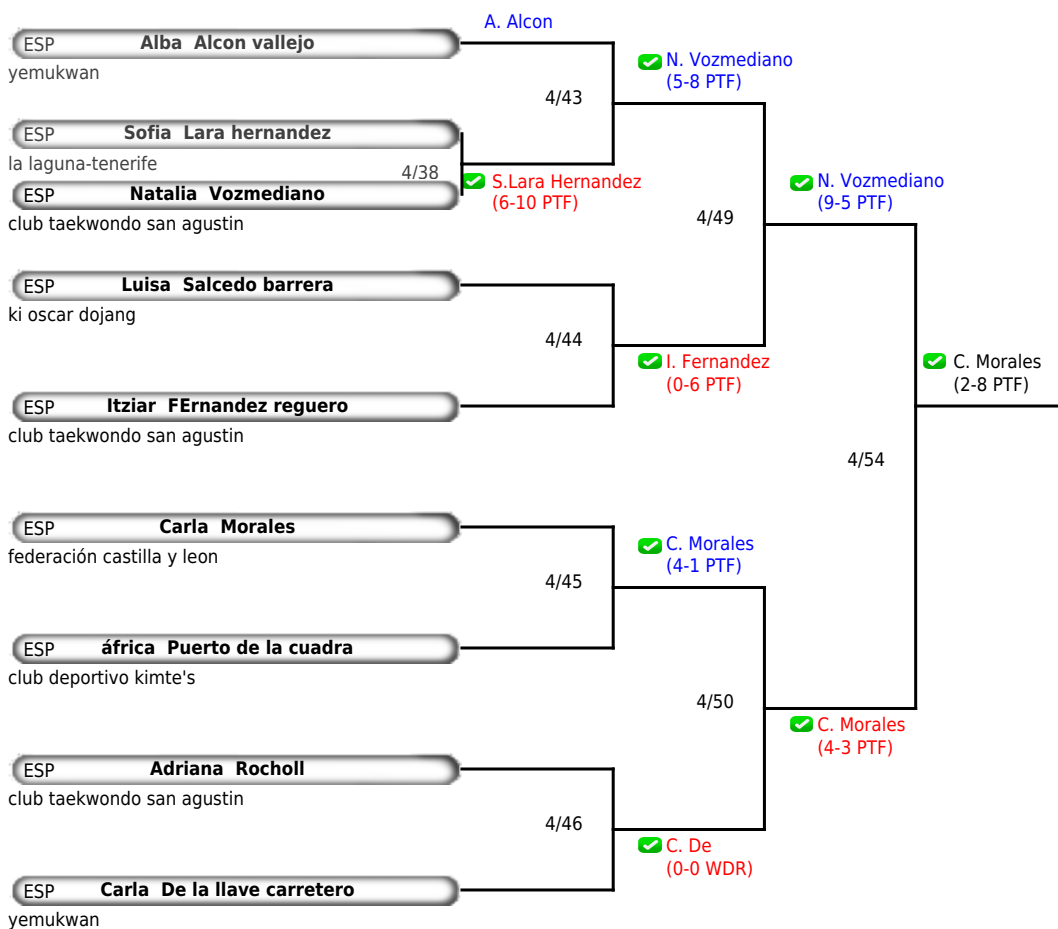 A. Alcon
ESP Alba Alcon vallejo
yemukwan
N. Vozmediano
(5-8 PTF)
4/43
ESP Sofia Lara hernandez
la laguna-tenerife
4/38
S.Lara Hernandez
(6-10 PTF)
ESP Natalia Vozmediano
club taekwondo san agustin
N. Vozmediano
(9-5 PTF)
4/49
ESP Luisa Salcedo barrera
ki oscar dojang
4/44
I. Fernandez
(0-6 PTF)
C. Morales
(2-8 PTF)
ESP Itziar FErnandez reguero
club taekwondo san agustin
4/54
ESP Carla Morales
federación castilla y leon
C. Morales
(4-1 PTF)
4/45
ESP áfrica Puerto de la cuadra
club deportivo kimte's
4/50
C. Morales
(4-3 PTF)
ESP Adriana Rocholl
club taekwondo san agustin
4/46
C. De
(0-0 WDR)
ESP Carla De la llave carretero
yemukwan